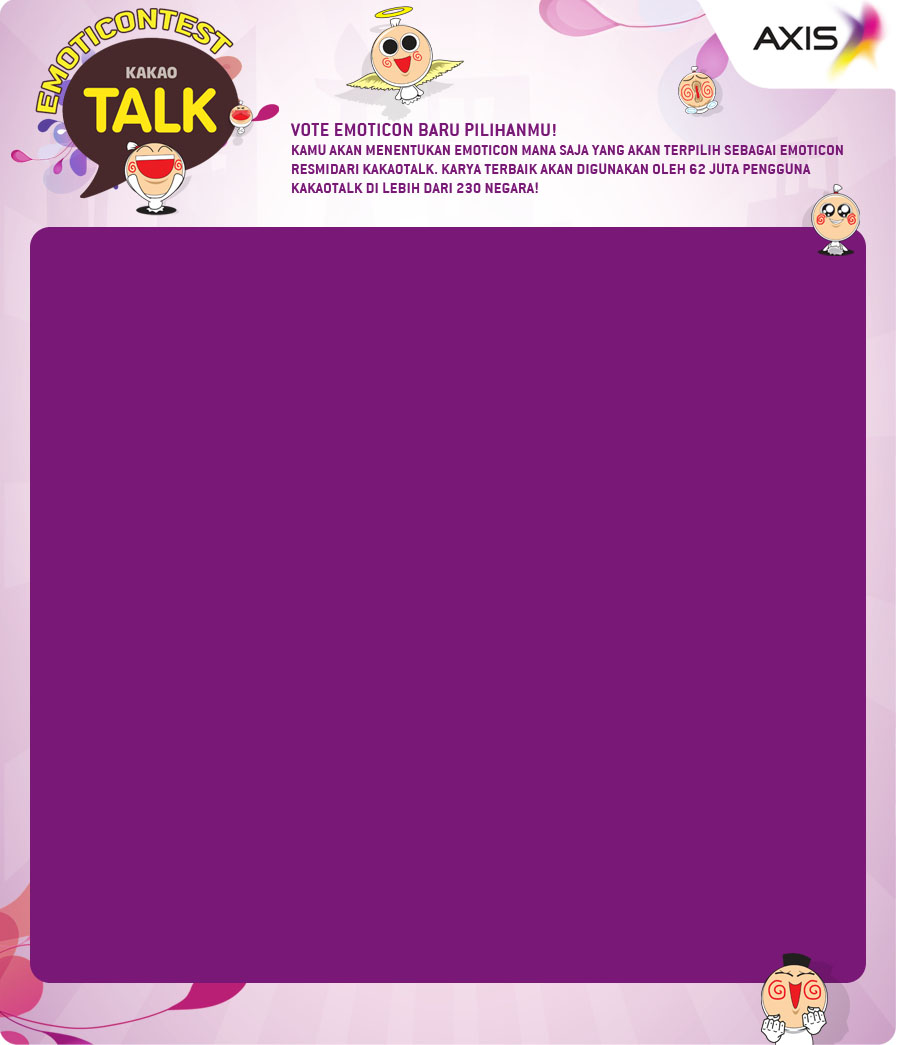 EMOTICONTEST
KAKAO
TALK
AXIS
VOTE EMOTICON BARU PILIHANMU!
KAMU AKAN MENENTUKAN EMOTICON MANA SAJA YANG AKAN TERPILIH SEBAGAI EMOTICON
RESMIDARI KAKAOTALK. KARYA TERBAIK AKAN DIGUNAKAN OLEH 62 JUTA PENGGUNA
KAKAOTALK DI LEBIH DARI 230 NEGARA!